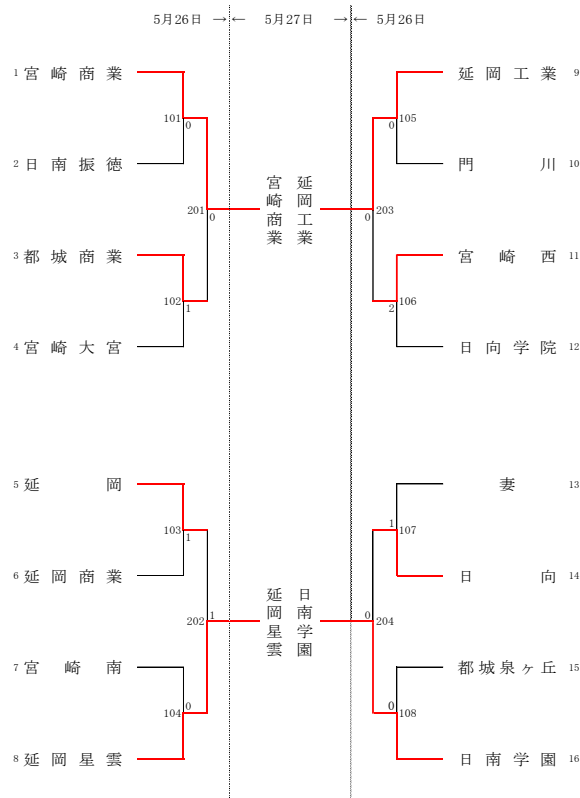 5月26日 → ← 5月27日 → ← 5月26日
1 宮崎商業
延岡工業 9
101
0
0
105
2 日南振徳
門川 10
宮崎商業
延岡工業
201
0
0
203
3 都城商業
宮崎西 11
102
1
2
106
4 宮崎大宮
日向学院 12
5 延岡
妻 13
103
1
1
107
6 延岡商業
日向 14
延岡星雲
日南学園
202
1
0
204
7 宮崎南
都城泉ヶ丘 15
104
0
0
108
8 延岡星雲
日南学園 16